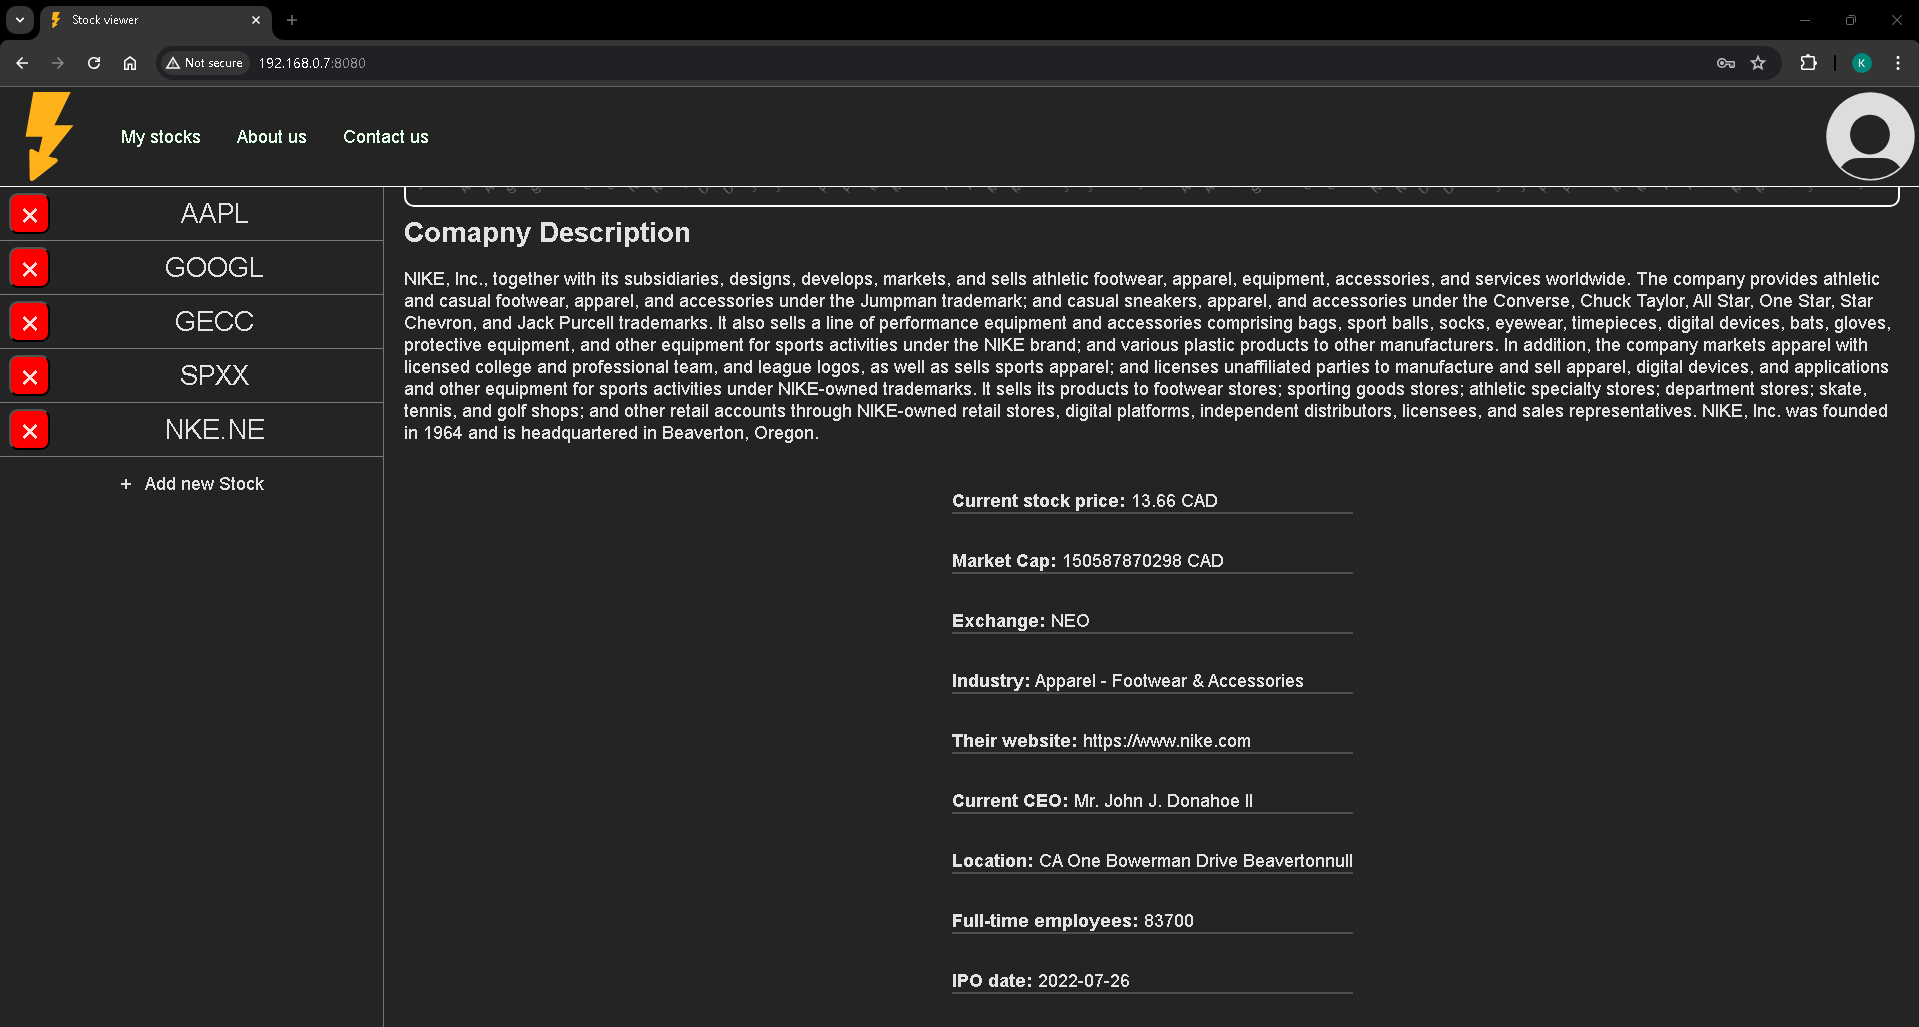 Stock viewer
Not secure
192.168.0.7:8080
K
My stocks
About us
Contact us
AAPL
GOOGL
GECC
SPXX
NKE.NE
+ Add new Stock
Comapny Description
NIKE, Inc., together with its subsidiaries, designs, develops, markets, and sells athletic footwear, apparel, equipment, accessories, and services worldwide. The company provides athletic
and casual footwear, apparel, and accessories under the Jumpman trademark; and casual sneakers, apparel, and accessories under the Converse, Chuck Taylor, All Star, One Star, Star
Chevron, and Jack Purcell trademarks. It also sells a line of performance equipment and accessories comprising bags, sport balls, socks, eyewear, timepieces, digital devices, bats, gloves,
protective equipment, and other equipment for sports activities under the NIKE brand; and various plastic products to other manufacturers. In addition, the company markets apparel with
licensed college and professional team, and league logos, as well as sells sports apparel; and licenses unaffiliated parties to manufacture and sell apparel, digital devices, and applications
and other equipment for sports activities under NIKE-owned trademarks. It sells its products to footwear stores; sporting goods stores; athletic specialty stores; department stores; skate,
tennis, and golf shops; and other retail accounts through NIKE-owned retail stores, digital platforms, independent distributors, licensees, and sales representatives. NIKE, Inc. was founded
in 1964 and is headquartered in Beaverton, Oregon.
Current stock price: 13.66 CAD
Market Cap: 150587870298 CAD
Exchange: NEO
Industry: Apparel - Footwear & Accessories
Their website: https://www.nike.com
Current CEO: Mr. John J. Donahoe II
Location: CA One Bowerman Drive Beavertonnull
Full-time employees: 83700
IPO date: 2022-07-26